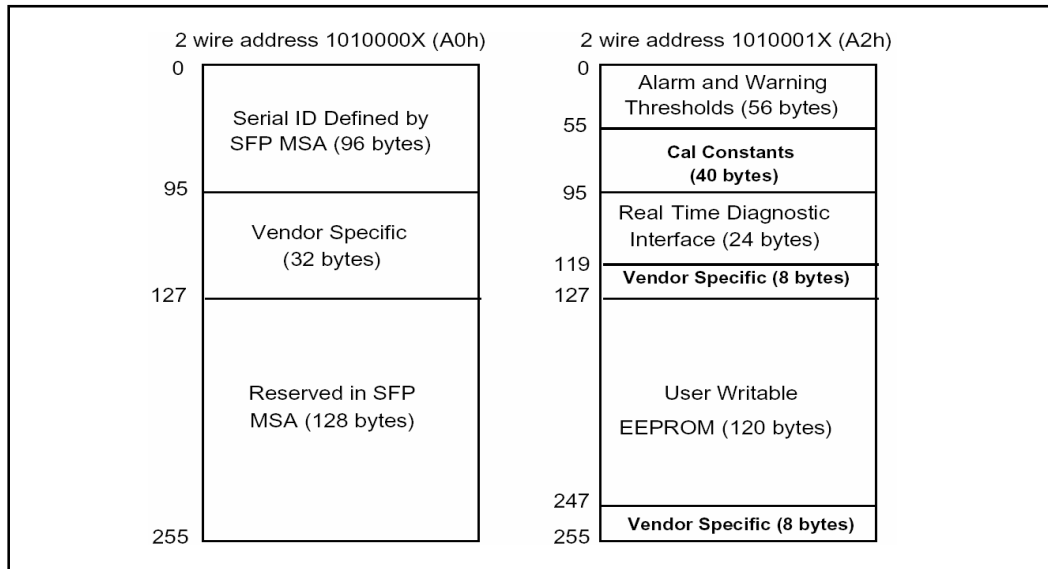 2 wire address 1010000X (A0h)
0
Serial ID Defined by
SFP MSA (96 bytes)
95
Vendor Specific
(32 bytes)
127
Reserved in SFP
MSA (128 bytes)
255
2 wire address 1010001X (A2h)
0
Alarm and Warning
Thresholds (56 bytes)
55
Cal Constants
(40 bytes)
95
Real Time Diagnostic
Interface (24 bytes)
119
Vendor Specific (8 bytes)
127
User Writable
EEPROM (120 bytes)
247
Vendor Specific (8 bytes)
255